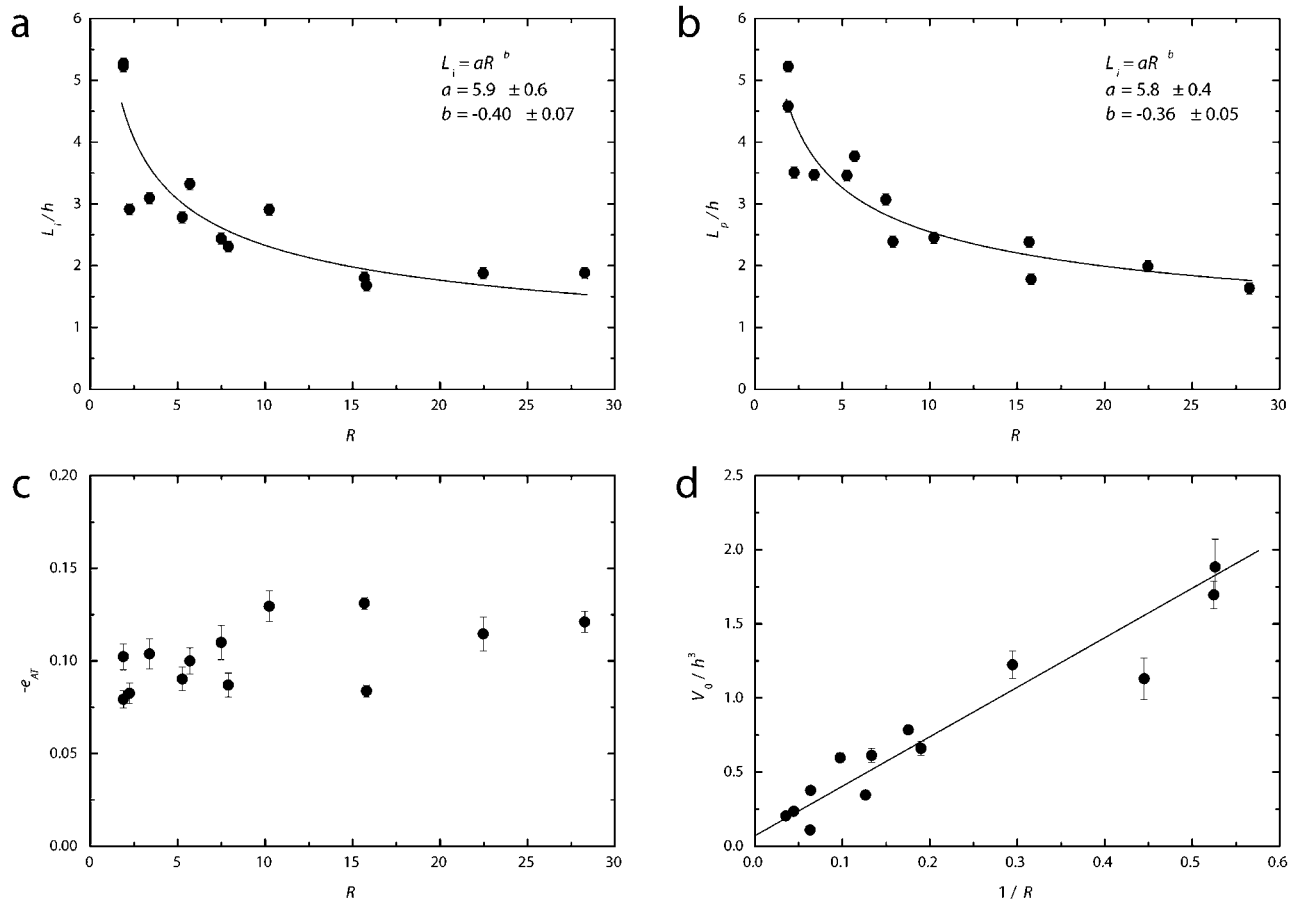 a
6
5
4
3
2
1
0
L_i/h
L_i = aR^b
a = 5.9 ± 0.6
b = -0.40 ± 0.07
0 5 10 15 20 25 30
R
b
6
5
4
3
2
1
0
L_p/h
L_i = aR^b
a = 5.8 ± 0.4
b = -0.36 ± 0.05
0 5 10 15 20 25 30
R
c
0.20
0.15
0.10
0.05
0.00
-e_AT
0 5 10 15 20 25 30
R
d
2.5
2.0
1.5
1.0
0.5
0.0
V_0 / h^3
0.0 0.1 0.2 0.3 0.4 0.5 0.6
1 / R